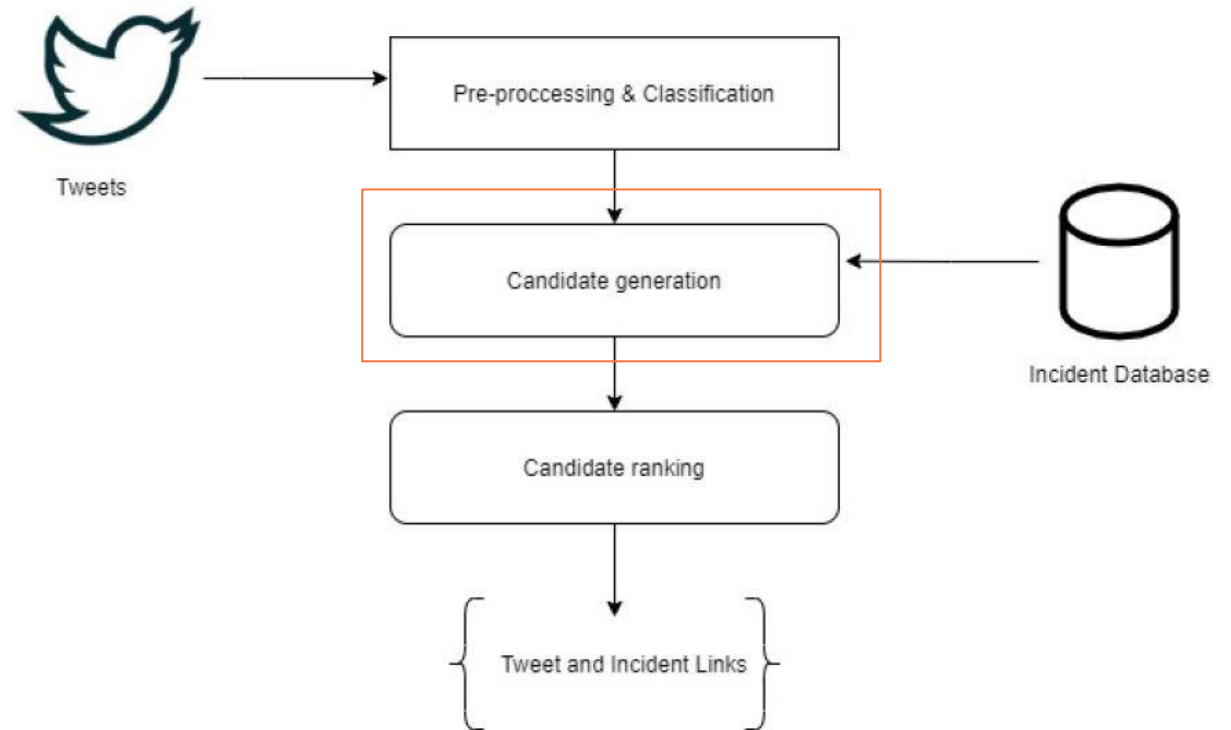 Pre-proccessing & Classification
Tweets
Candidate generation
Incident Database
Candidate ranking
Tweet and Incident Links